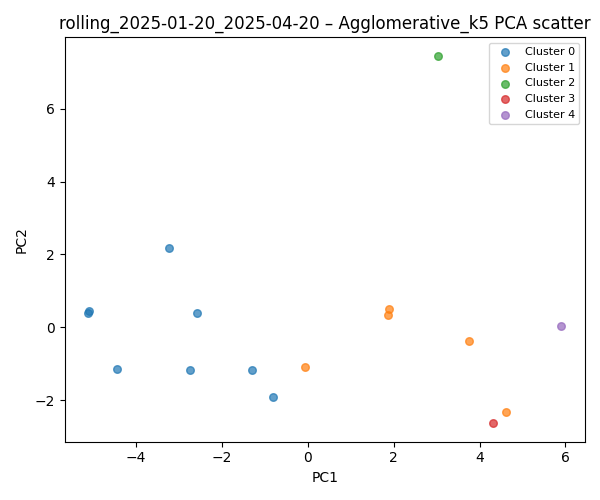 rolling_2025-01-20_2025-04-20 – Agglomerative_k5 PCA scatter
Cluster 0
Cluster 1
Cluster 2
Cluster 3
Cluster 4
6
4
2
0
−2
PC2
−4
−2
0
2
4
6
PC1